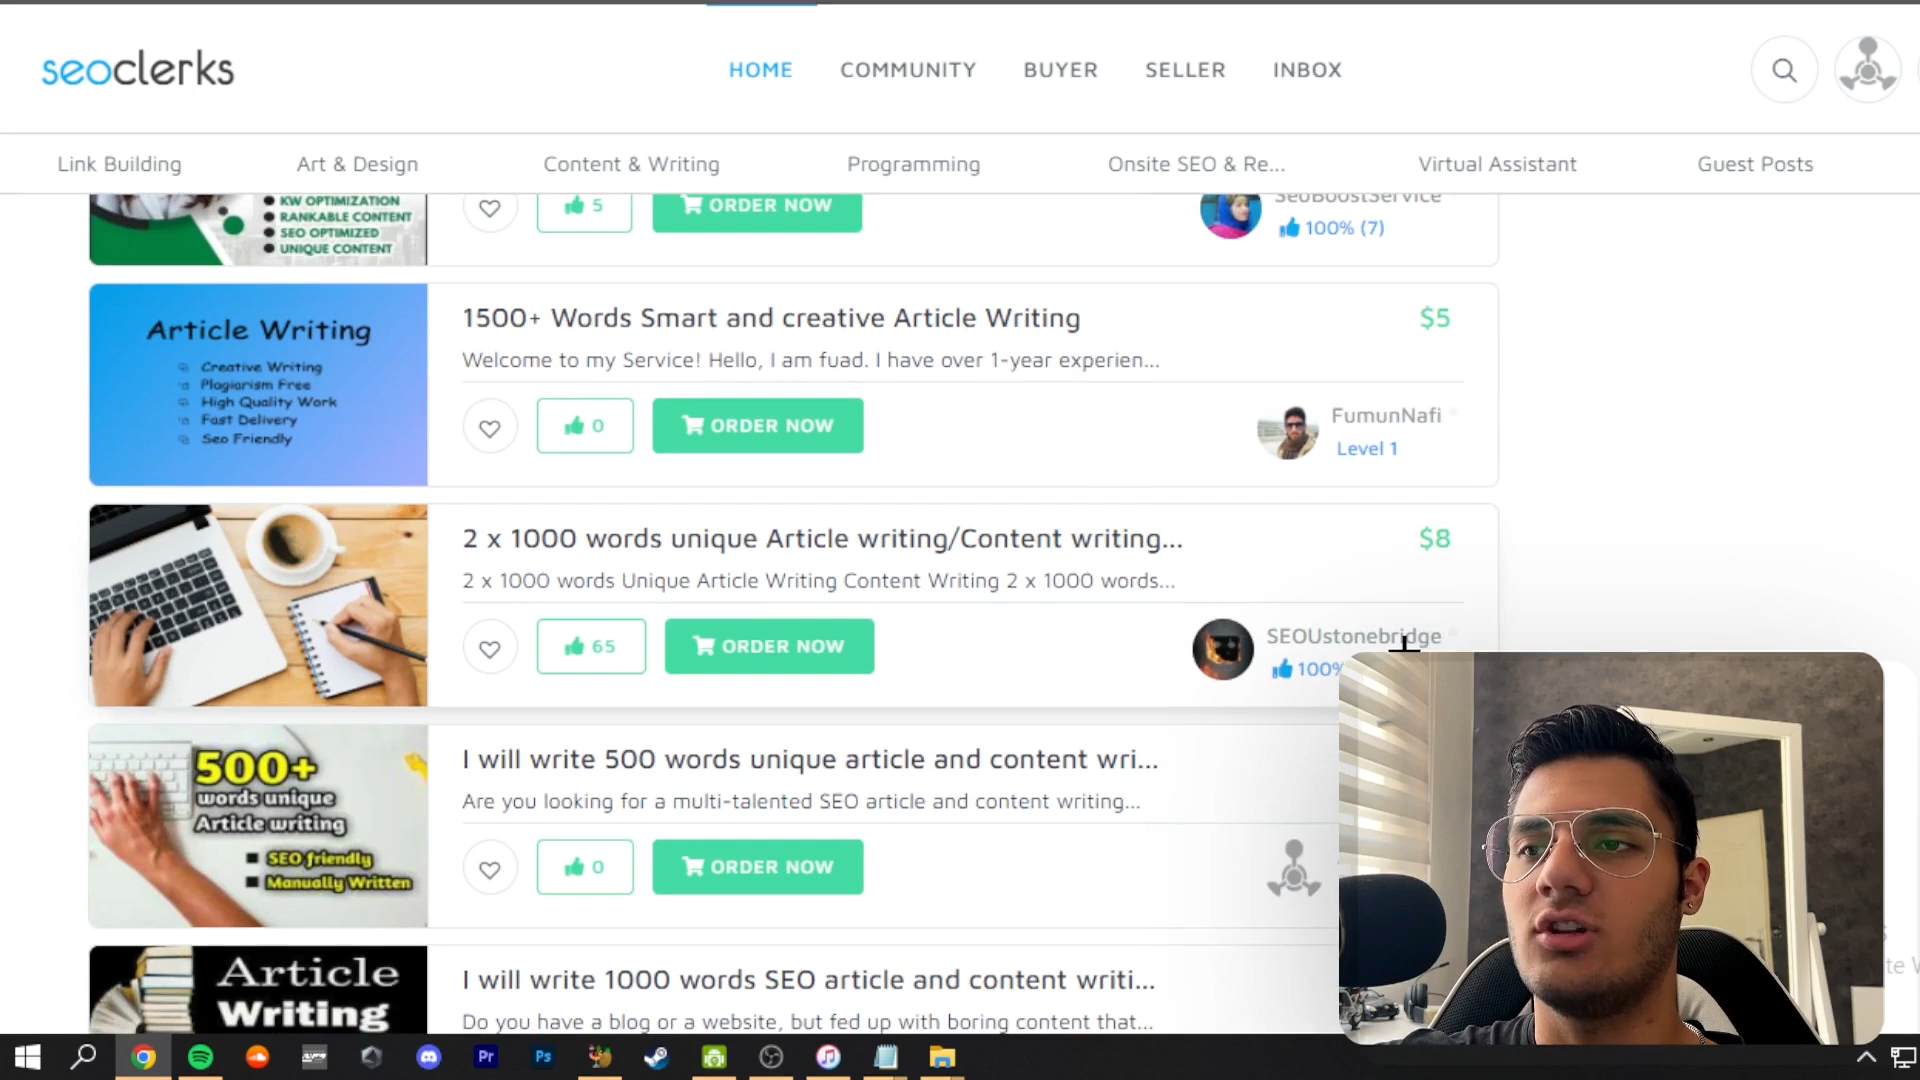 seoclerks
HOME COMMUNITY BUYER SELLER INBOX
Link Building Art & Design Content & Writing Programming Onsite SEO & Re... Virtual Assistant Guest Posts
KW OPTIMIZATION
RANKABLE CONTENT
SEO OPTIMIZED
UNIQUE CONTENT
5 ORDER NOW
SeoBoostService
100% (7)
Article Writing
Creative Writing
Plagiarism Free
High Quality Work
Fast Delivery
Seo Friendly
1500+ Words Smart and creative Article Writing $5
Welcome to my Service! Hello, I am fuad. I have over 1-year experien...
0 ORDER NOW
FumunNafi
Level 1
2 x 1000 words unique Article writing/Content writing... $8
2 x 1000 words Unique Article Writing Content Writing 2 x 1000 words...
65 ORDER NOW
SEOUstonebridge
100%
500+
words unique
Article writing
SEO friendly
Manually Written
I will write 500 words unique article and content wri...
Are you looking for a multi-talented SEO article and content writing...
0 ORDER NOW
Article
Writing
I will write 1000 words SEO article and content writi...
Do you have a blog or a website, but fed up with boring content that...
Pr Ps